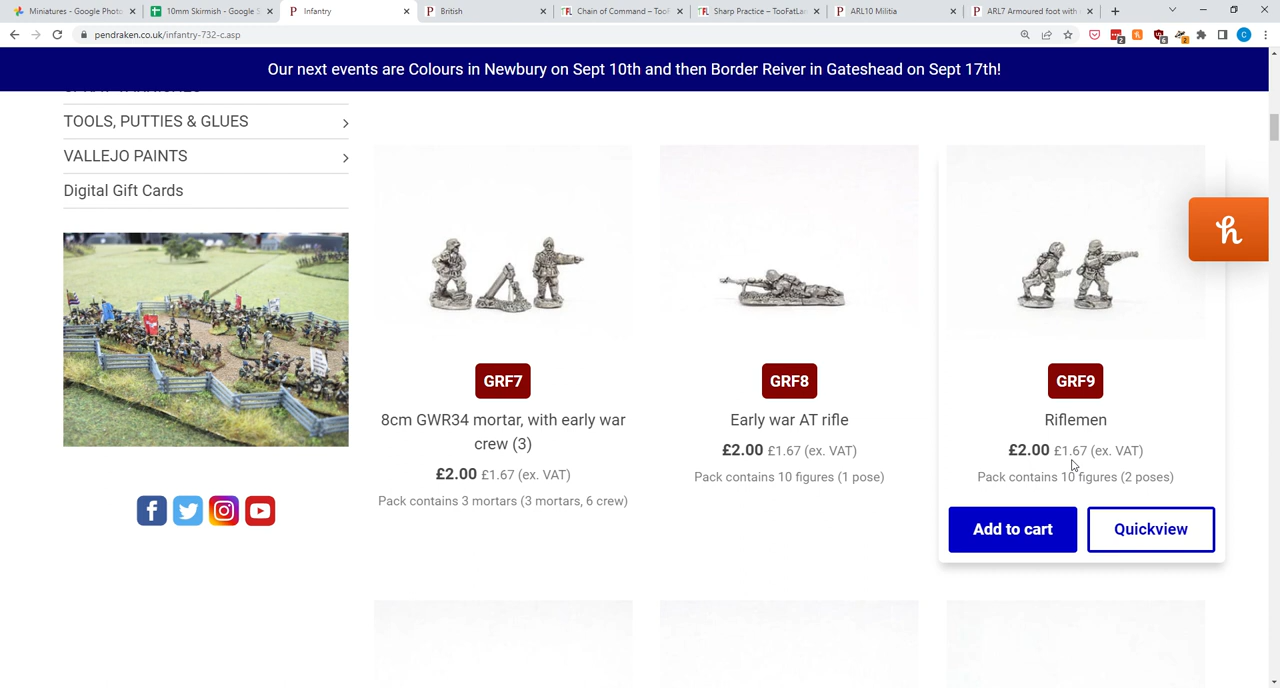 Miniatures - Google Photo
10mm Skirmish - Google S
Infantry
British
Chain of Command – TooF
Sharp Practice – TooFatLar
ARL10 Militia
ARL7 Armoured foot with
pendraken.co.uk/infantry-732-c.asp
Our next events are Colours in Newbury on Sept 10th and then Border Reiver in Gateshead on Sept 17th!
TOOLS, PUTTIES & GLUES
VALLEJO PAINTS
Digital Gift Cards
GRF7
8cm GWR34 mortar, with early war
crew (3)
£2.00 £1.67 (ex. VAT)
Pack contains 3 mortars (3 mortars, 6 crew)
GRF8
Early war AT rifle
£2.00 £1.67 (ex. VAT)
Pack contains 10 figures (1 pose)
GRF9
Riflemen
£2.00 £1.67 (ex. VAT)
Pack contains 10 figures (2 poses)
Add to cart
Quickview